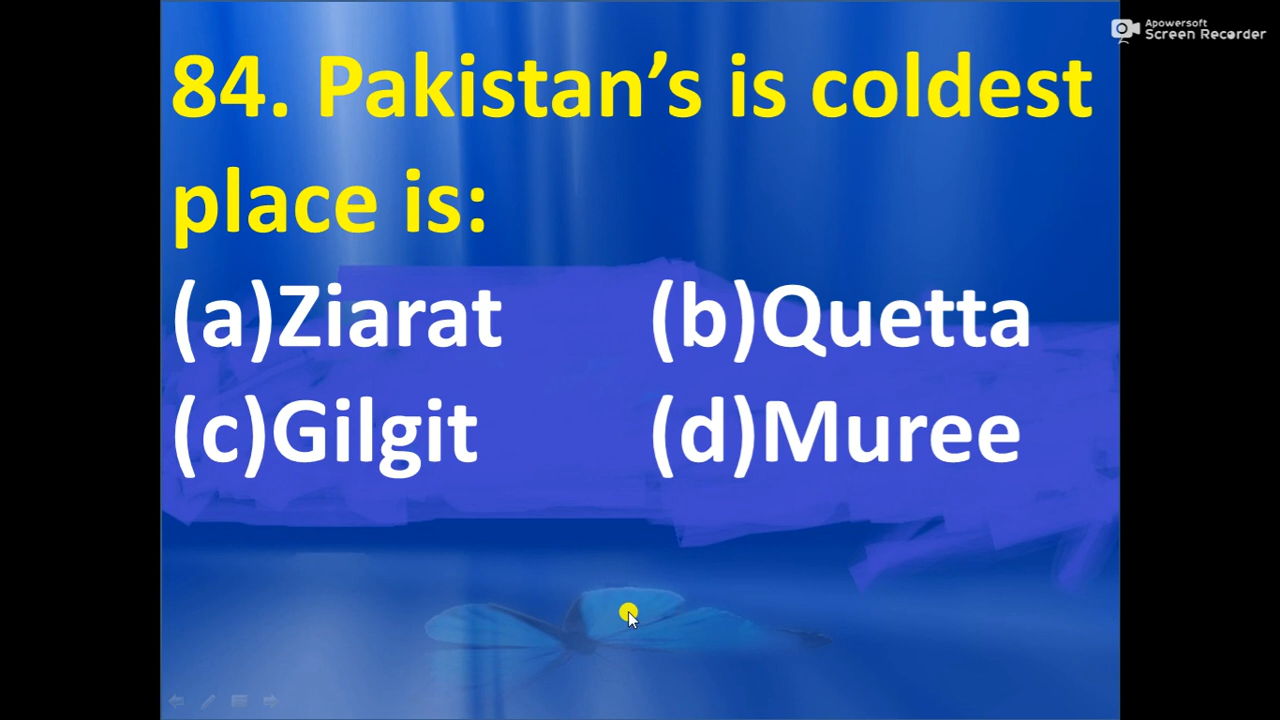 Apowersoft
Screen Recorder
84. Pakistan’s is coldest
place is:
(a)Ziarat (b)Quetta
(c)Gilgit (d)Muree